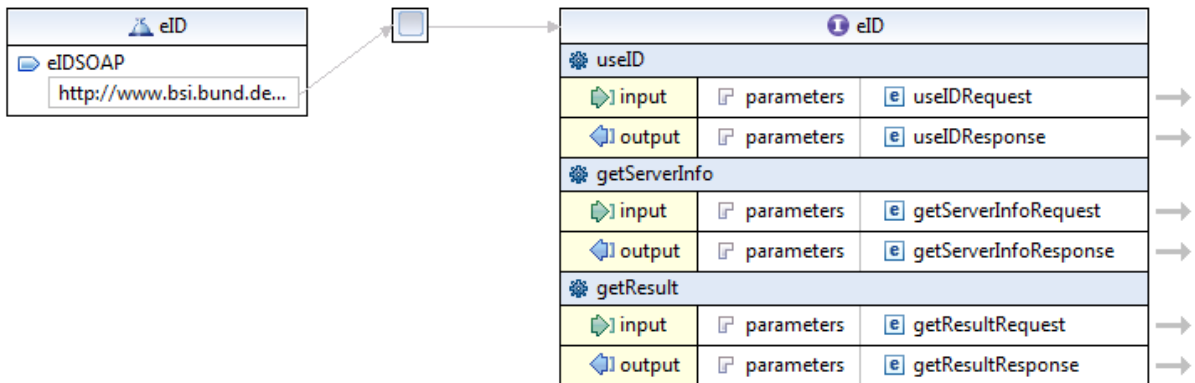 eID
eIDSOAP
http://www.bsi.bund.de...
eID
useID
input parameters useIDRequest
output parameters useIDResponse
getServerInfo
input parameters getServerInfoRequest
output parameters getServerInfoResponse
getResult
input parameters getResultRequest
output parameters getResultResponse